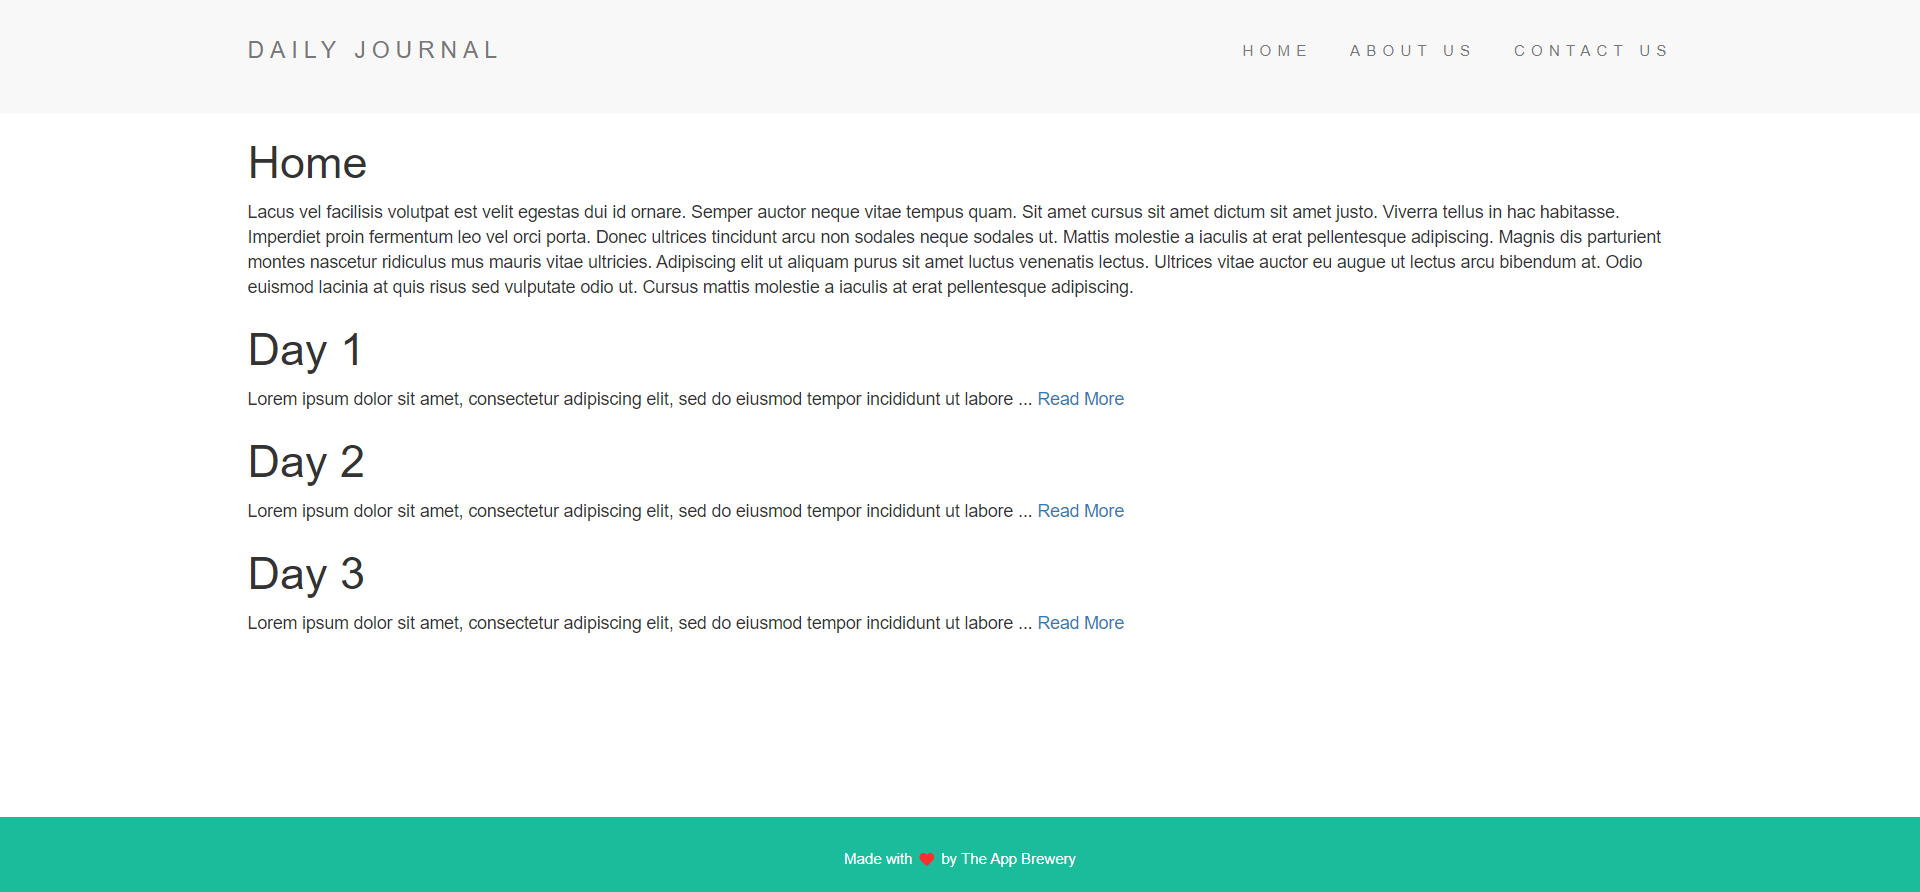 DAILY JOURNAL
HOME ABOUT US CONTACT US
Home
Lacus vel facilisis volutpat est velit egestas dui id ornare. Semper auctor neque vitae tempus quam. Sit amet cursus sit amet dictum sit amet justo. Viverra tellus in hac habitasse.
Imperdiet proin fermentum leo vel orci porta. Donec ultrices tincidunt arcu non sodales neque sodales ut. Mattis molestie a iaculis at erat pellentesque adipiscing. Magnis dis parturient
montes nascetur ridiculus mus mauris vitae ultricies. Adipiscing elit ut aliquam purus sit amet luctus venenatis lectus. Ultrices vitae auctor eu augue ut lectus arcu bibendum at. Odio
euismod lacinia at quis risus sed vulputate odio ut. Cursus mattis molestie a iaculis at erat pellentesque adipiscing.
Day 1
Lorem ipsum dolor sit amet, consectetur adipiscing elit, sed do eiusmod tempor incididunt ut labore ... Read More
Day 2
Lorem ipsum dolor sit amet, consectetur adipiscing elit, sed do eiusmod tempor incididunt ut labore ... Read More
Day 3
Lorem ipsum dolor sit amet, consectetur adipiscing elit, sed do eiusmod tempor incididunt ut labore ... Read More
Made with ❤ by The App Brewery